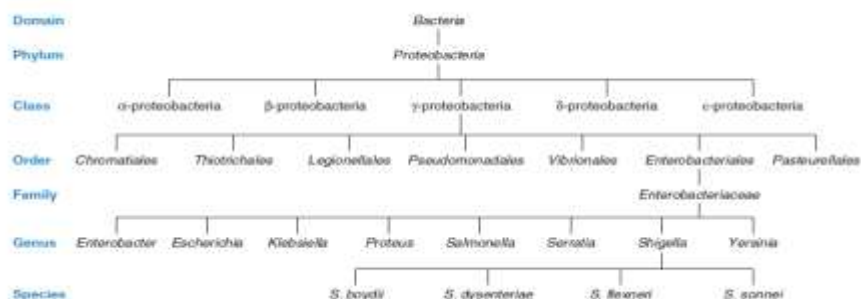 Domain Bacteria
Phylum Proteobacteria
Class α-proteobacteria β-proteobacteria γ-proteobacteria δ-proteobacteria ε-proteobacteria
Order Chromatiales Thiotrichales Legionellales Pseudomonadiales Vibrionales Enterobacteriales Pasteurellales
Family Enterobacteriaceae
Genus Enterobacter Escherichia Klebsiella Proteus Salmonella Serratia Shigella Yersinia
Species S. boydii S. dysenteriae S. flexneri S. sonnei